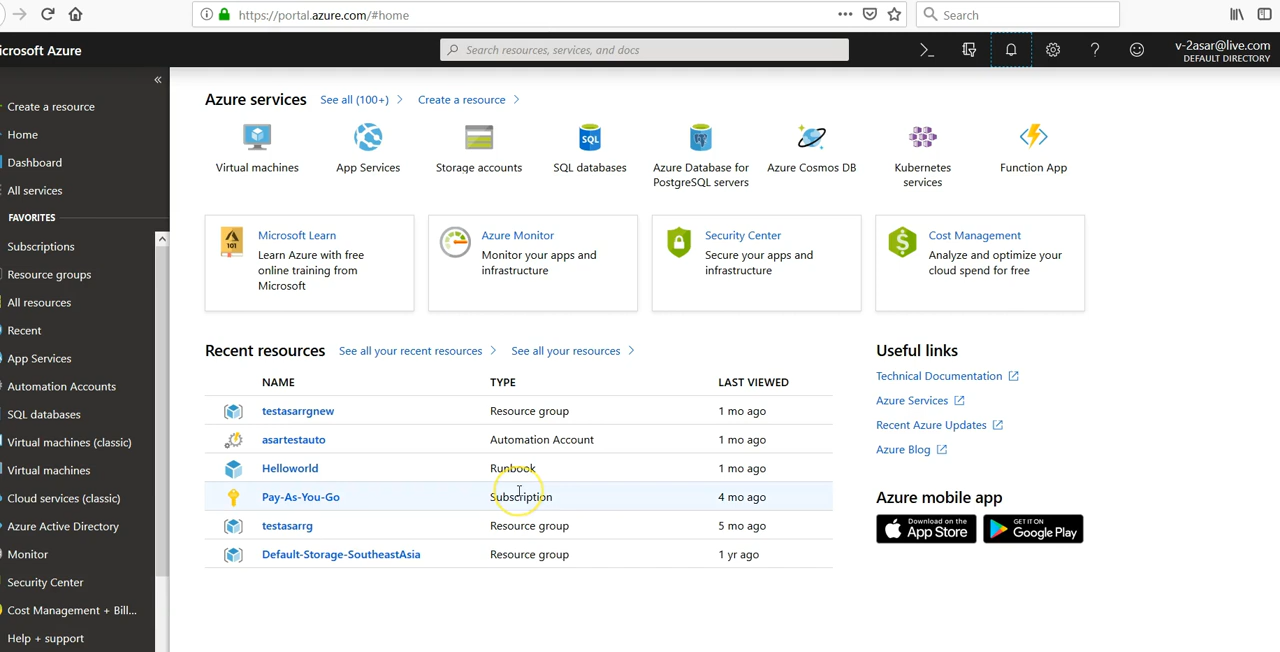 https://portal.azure.com/#home
Search
icrosoft Azure
Search resources, services, and docs
v-2asar@live.com
DEFAULT DIRECTORY
Create a resource
Home
Dashboard
All services
FAVORITES
Subscriptions
Resource groups
All resources
Recent
App Services
Automation Accounts
SQL databases
Virtual machines (classic)
Virtual machines
Cloud services (classic)
Azure Active Directory
Monitor
Security Center
Cost Management + Bill...
Help + support
Azure services See all (100+) Create a resource
Virtual machines
App Services
Storage accounts
SQL
SQL databases
Azure Database for
PostgreSQL servers
Azure Cosmos DB
Kubernetes
services
Function App
101
Microsoft Learn
Learn Azure with free
online training from
Microsoft
Azure Monitor
Monitor your apps and
infrastructure
Security Center
Secure your apps and
infrastructure
Cost Management
Analyze and optimize your
cloud spend for free
Recent resources See all your recent resources See all your resources
NAME TYPE LAST VIEWED
testasarrgnew Resource group 1 mo ago
asartestauto Automation Account 1 mo ago
Helloworld Runbook 1 mo ago
Pay-As-You-Go Subscription 4 mo ago
testasarrg Resource group 5 mo ago
Default-Storage-SoutheastAsia Resource group 1 yr ago
Useful links
Technical Documentation
Azure Services
Recent Azure Updates
Azure Blog
Azure mobile app
Download on the
App Store
GET IT ON
Google Play